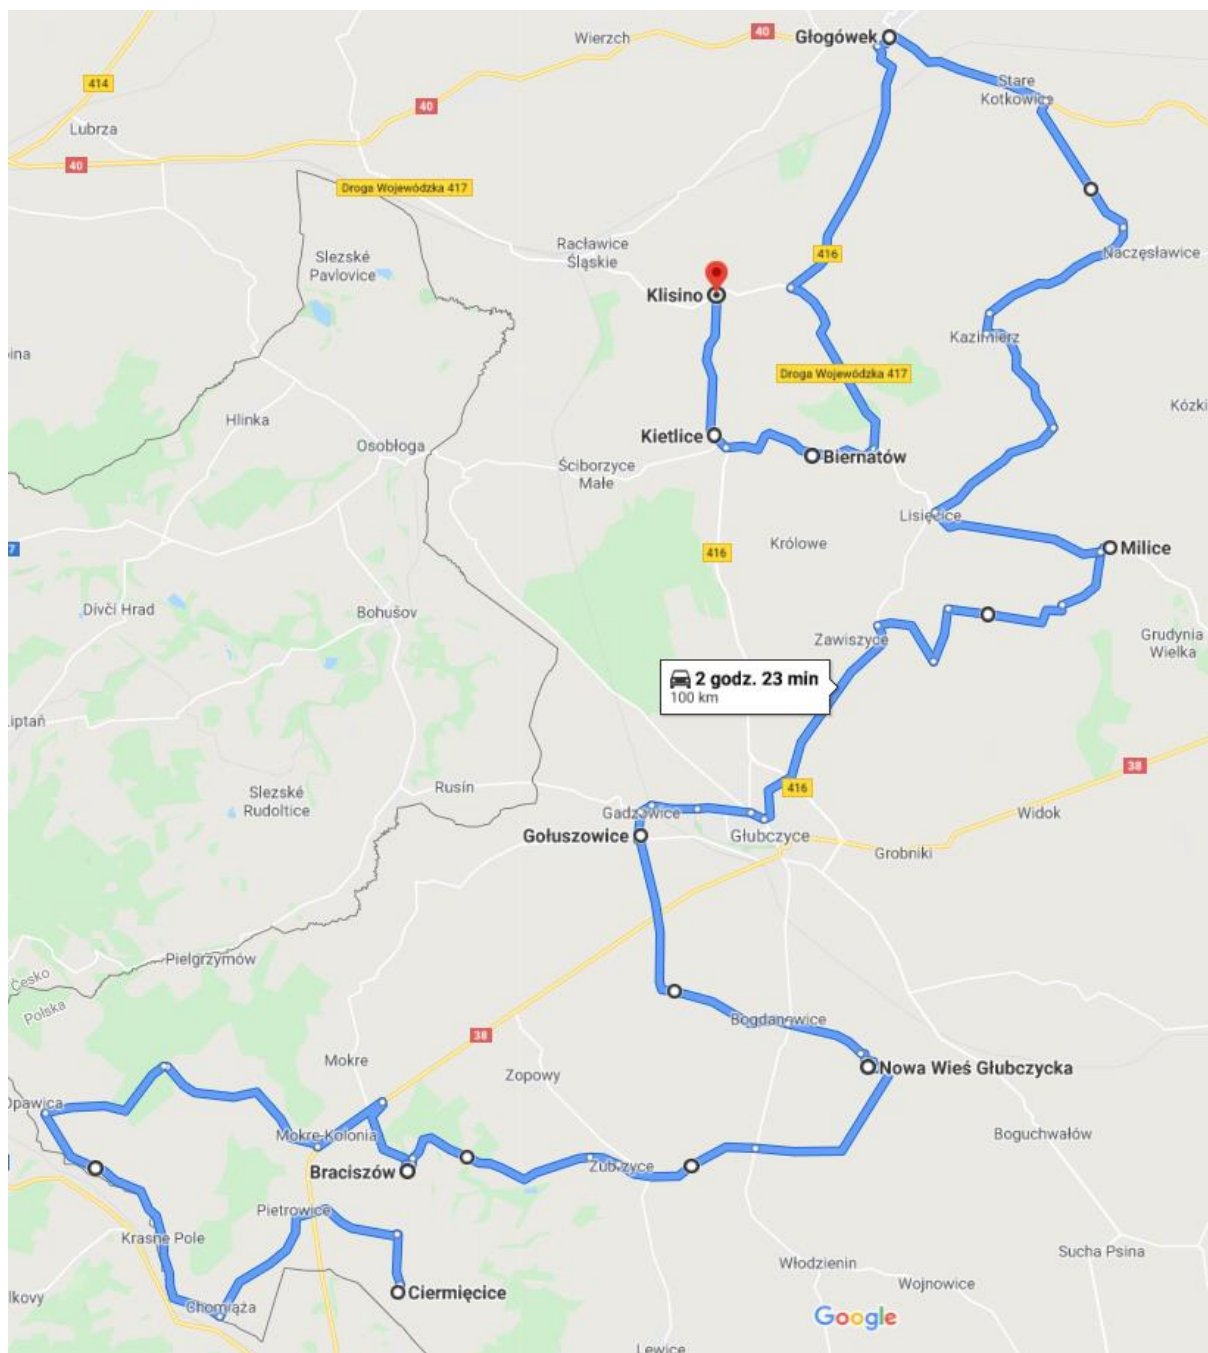 Głogówek
40
Wierzch
414
Stare
Kotkowice
40
Lubrza
40
Droga Wojewódzka 417
Racławice
Śląskie
416
Naczęsławice
Slezské
Pavlovice
Klisino
Kazimierz
ina
Droga Wojewódzka 417
Kózki
Hlinka
Kietlice
Osobłoga
Biernatów
Ściborzyce
Małe
Lisięcice
7
416
Królowe
Milice
Dívčí Hrad
Bohušov
Zawiszyce
Grudynia
Wielka
2 godz. 23 min
100 km
Liptaň
38
Rusín
416
Slezské
Rudoltice
Gadzowice
Widok
Gołuszowice
Głubczyce
Grobniki
Pielgrzymów
Česko
Polska
Bogdanowice
38
Mokre
Zopowy
Nowa Wieś Głubczycka
Opawica
Mokre-Kolonia
Boguchwałów
Braciszów
Zubrzyce
Pietrowice
Krasne Pole
Sucha Psina
Włodzienin
Wojnowice
Ciermięcice
lkovy
Chomiąża
Google
Lewice